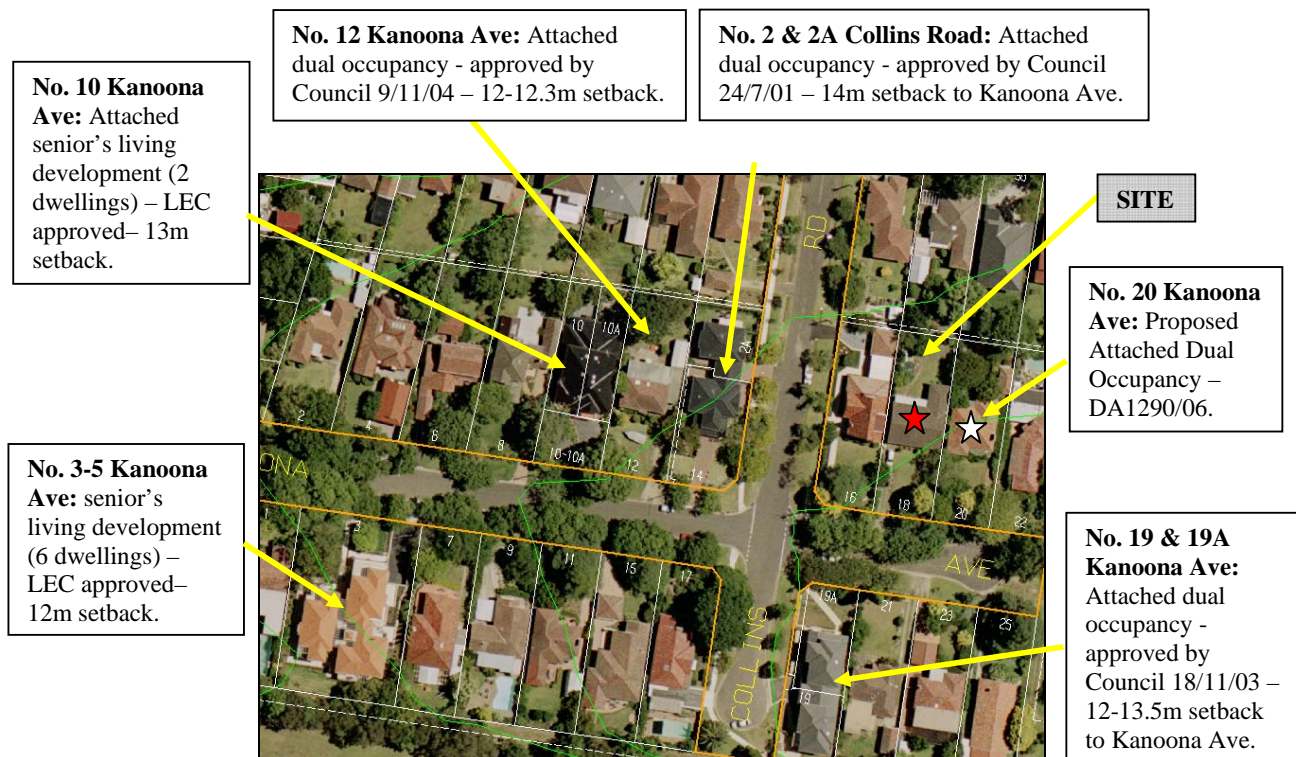 No. 12 Kanoona Ave: Attached
dual occupancy - approved by
Council 9/11/04 – 12-12.3m setback.
No. 2 & 2A Collins Road: Attached
dual occupancy - approved by Council
24/7/01 – 14m setback to Kanoona Ave.
No. 10 Kanoona
Ave: Attached
senior's living
development (2
dwellings) – LEC
approved– 13m
setback.
SITE
No. 20 Kanoona
Ave: Proposed
Attached Dual
Occupancy –
DA1290/06.
No. 3-5 Kanoona
Ave: senior's
living development
(6 dwellings) –
LEC approved–
12m setback.
No. 19 & 19A
Kanoona Ave:
Attached dual
occupancy -
approved by
Council 18/11/03 –
12-13.5m setback
to Kanoona Ave.
RD
10
10A
2A
2
4
6
8
10-10A
12
14
16
18
20
22
ONA
AVE
1
3
7
9
11
15
17
19A
21
23
25
19
COLLINS